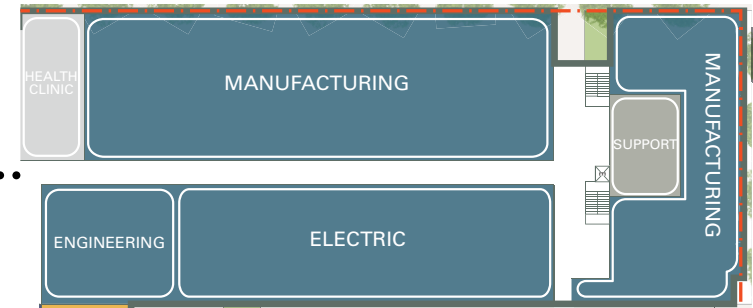 HEALTH
CLINIC
MANUFACTURING
MANUFACTURING
SUPPORT
ENGINEERING
ELECTRIC